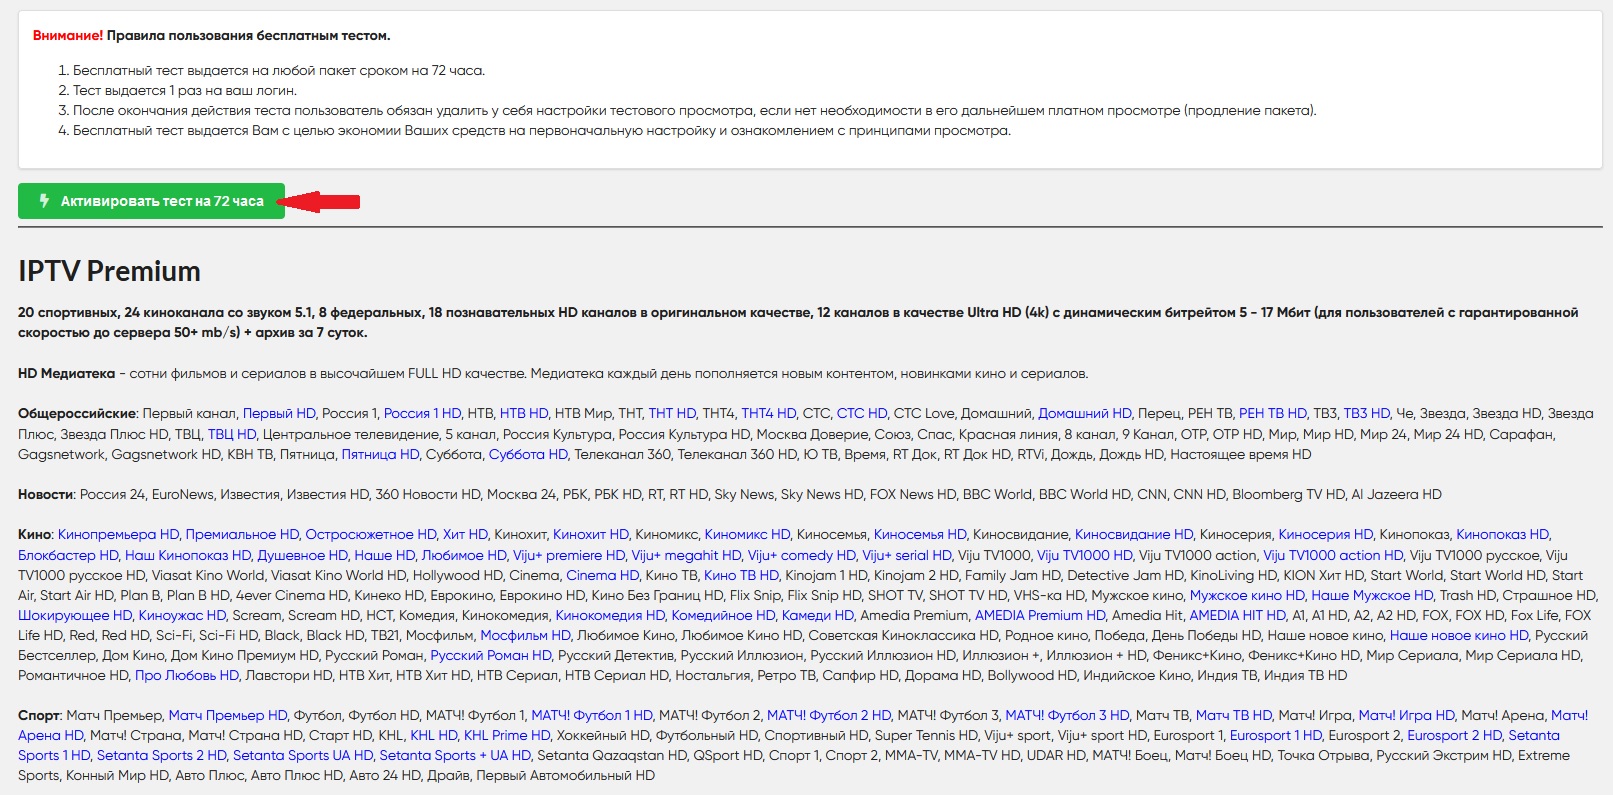 Внимание! Правила пользования бесплатным тестом.
1. Бесплатный тест выдается на любой пакет сроком на 72 часа.
2. Тест выдается 1 раз на ваш логин.
3. После окончания действия теста пользователь обязан удалить у себя настройки тестового просмотра, если нет необходимости в его дальнейшем платном просмотре (продление пакета).
4. Бесплатный тест выдается Вам с целью экономии Ваших средств на первоначальную настройку и ознакомлением с принципами просмотра.
Активировать тест на 72 часа
IPTV Premium
20 спортивных, 24 киноканала со звуком 5.1, 8 федеральных, 18 познавательных HD каналов в оригинальном качестве, 12 каналов в качестве Ultra HD (4k) с динамическим битрейтом 5 - 17 Мбит (для пользователей с гарантированной
скоростью до сервера 50+ mb/s) + архив за 7 суток.
HD Медиатека - сотни фильмов и сериалов в высочайшем FULL HD качестве. Медиатека каждый день пополняется новым контентом, новинками кино и сериалов.
Общероссийские: Первый канал, Первый HD, Россия 1, Россия 1 HD, НТВ, НТВ HD, НТВ Мир, ТНТ, ТНТ HD, ТНТ4, ТНТ4 HD, СТС, СТС HD, СТС Love, Домашний, Домашний HD, Перец, РЕН ТВ, РЕН ТВ HD, ТВ3, ТВ3 HD, Че, Звезда, Звезда HD, Звезда
Плюс, Звезда Плюс HD, ТВЦ, ТВЦ HD, Центральное телевидение, 5 канал, Россия Культура, Россия Культура HD, Москва Доверие, Союз, Спас, Красная линия, 8 канал, 9 Канал, ОТР, ОТР HD, Мир, Мир HD, Мир 24, Мир 24 HD, Сарафан,
Gagsnetwork, Gagsnetwork HD, КВН ТВ, Пятница, Пятница HD, Суббота, Суббота HD, Телеканал 360, Телеканал 360 HD, Ю ТВ, Время, RT Док, RT Док HD, RTVi, Дождь, Дождь HD, Настоящее время HD
Новости: Россия 24, EuroNews, Известия, Известия HD, 360 Новости HD, Москва 24, РБК, РБК HD, RT, RT HD, Sky News, Sky News HD, FOX News HD, BBC World, BBC World HD, CNN, CNN HD, Bloomberg TV HD, Al Jazeera HD
Кино: Кинопремьера HD, Премиальное HD, Остросюжетное HD, Хит HD, Кинохит, Кинохит HD, Киномикс, Киномикс HD, Киносемья, Киносемья HD, Киносвидание, Киносвидание HD, Киносерия, Киносерия HD, Кинопоказ, Кинопоказ HD,
Блокбастер HD, Наш Кинопоказ HD, Душевное HD, Наше HD, Любимое HD, Viju+ premiere HD, Viju+ megahit HD, Viju+ comedy HD, Viju+ serial HD, Viju TV1000, Viju TV1000 HD, Viju TV1000 action, Viju TV1000 action HD, Viju TV1000 русское, Viju
TV1000 русское HD, Viasat Kino World, Viasat Kino World HD, Hollywood HD, Cinema, Cinema HD, Кино ТВ, Кино ТВ HD, Kinojam 1 HD, Kinojam 2 HD, Family Jam HD, Detective Jam HD, KinoLiving HD, KION Хит HD, Start World, Start World HD, Start
Air, Start Air HD, Plan B, Plan B HD, 4ever Cinema HD, Кинеко HD, Еврокино, Еврокино HD, Кино Без Границ HD, Flix Snip, Flix Snip HD, SHOT TV, SHOT TV HD, VHS-ка HD, Мужское кино, Мужское кино HD, Наше Мужское HD, Trash HD, Страшное HD,
Шокирующее HD, Киноужас HD, Scream, Scream HD, НСТ, Комедия, Кинокомедия, Кинокомедия HD, Комедийное HD, Камеди HD, Amedia Premium, AMEDIA Premium HD, Amedia Hit, AMEDIA HIT HD, A1, A1 HD, A2, A2 HD, FOX, FOX HD, Fox Life, FOX
Life HD, Red, Red HD, Sci-Fi, Sci-Fi HD, Black, Black HD, ТВ21, Мосфильм, Мосфильм HD, Любимое Кино, Любимое Кино HD, Советская Киноклассика HD, Родное кино, Победа, День Победы HD, Наше новое кино, Наше новое кино HD, Русский
Бестселлер, Дом Кино, Дом Кино Премиум HD, Русский Роман, Русский Роман HD, Русский Детектив, Русский Иллюзион, Русский Иллюзион HD, Иллюзион +, Иллюзион + HD, Феникс+Кино, Феникс+Кино HD, Мир Сериала, Мир Сериала HD,
Романтичное HD, Про Любовь HD, Лавстори HD, НТВ Хит, НТВ Хит HD, НТВ Сериал, НТВ Сериал HD, Ностальгия, Ретро ТВ, Сапфир HD, Дорама HD, Bollywood HD, Индийское Кино, Индия ТВ, Индия ТВ HD
Спорт: Матч Премьер, Матч Премьер HD, Футбол, Футбол HD, МАТЧ! Футбол 1, МАТЧ! Футбол 1 HD, МАТЧ! Футбол 2, МАТЧ! Футбол 2 HD, МАТЧ! Футбол 3, МАТЧ! Футбол 3 HD, Матч ТВ, Матч ТВ HD, Матч! Игра, Матч! Игра HD, Матч! Арена, Матч!
Арена HD, Матч! Страна, Матч! Страна HD, Старт HD, KHL, KHL HD, KHL Prime HD, Хоккейный HD, Футбольный HD, Спортивный HD, Super Tennis HD, Viju+ sport, Viju+ sport HD, Eurosport 1, Eurosport 1 HD, Eurosport 2, Eurosport 2 HD, Setanta
Sports 1 HD, Setanta Sports 2 HD, Setanta Sports UA HD, Setanta Sports + UA HD, Setanta Qazaqstan HD, QSport HD, Спорт 1, Спорт 2, MMA-TV, MMA-TV HD, UDAR HD, МАТЧ! Боец, Матч! Боец HD, Точка Отрыва, Русский Экстрим HD, Extreme
Sports, Конный Мир HD, Авто Плюс, Авто Плюс HD, Авто 24 HD, Драйв, Первый Автомобильный HD